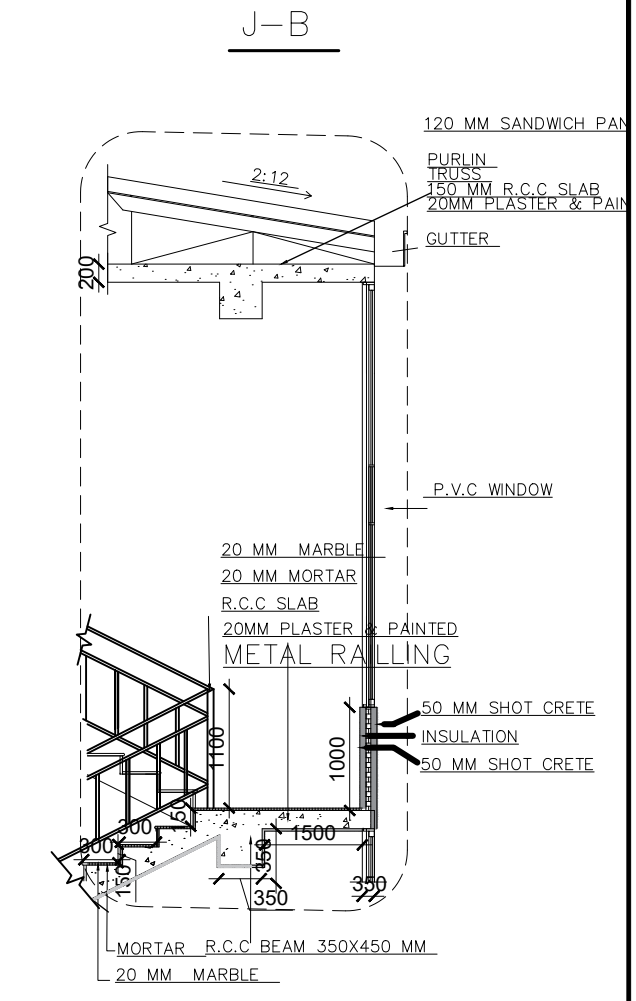 J-B
120 MM SANDWICH PAN
PURLIN
TRUSS
150 MM R.C.C SLAB
20MM PLASTER & PAIN
2:12
GUTTER
200
P.V.C WINDOW
20 MM MARBLE
20 MM MORTAR
R.C.C SLAB
20MM PLASTER & PAINTED
METAL RAILLING
50 MM SHOT CRETE
INSULATION
50 MM SHOT CRETE
1100
1000
300
1500
300
350
150
350
350
MORTAR
R.C.C BEAM 350X450 MM
20 MM MARBLE